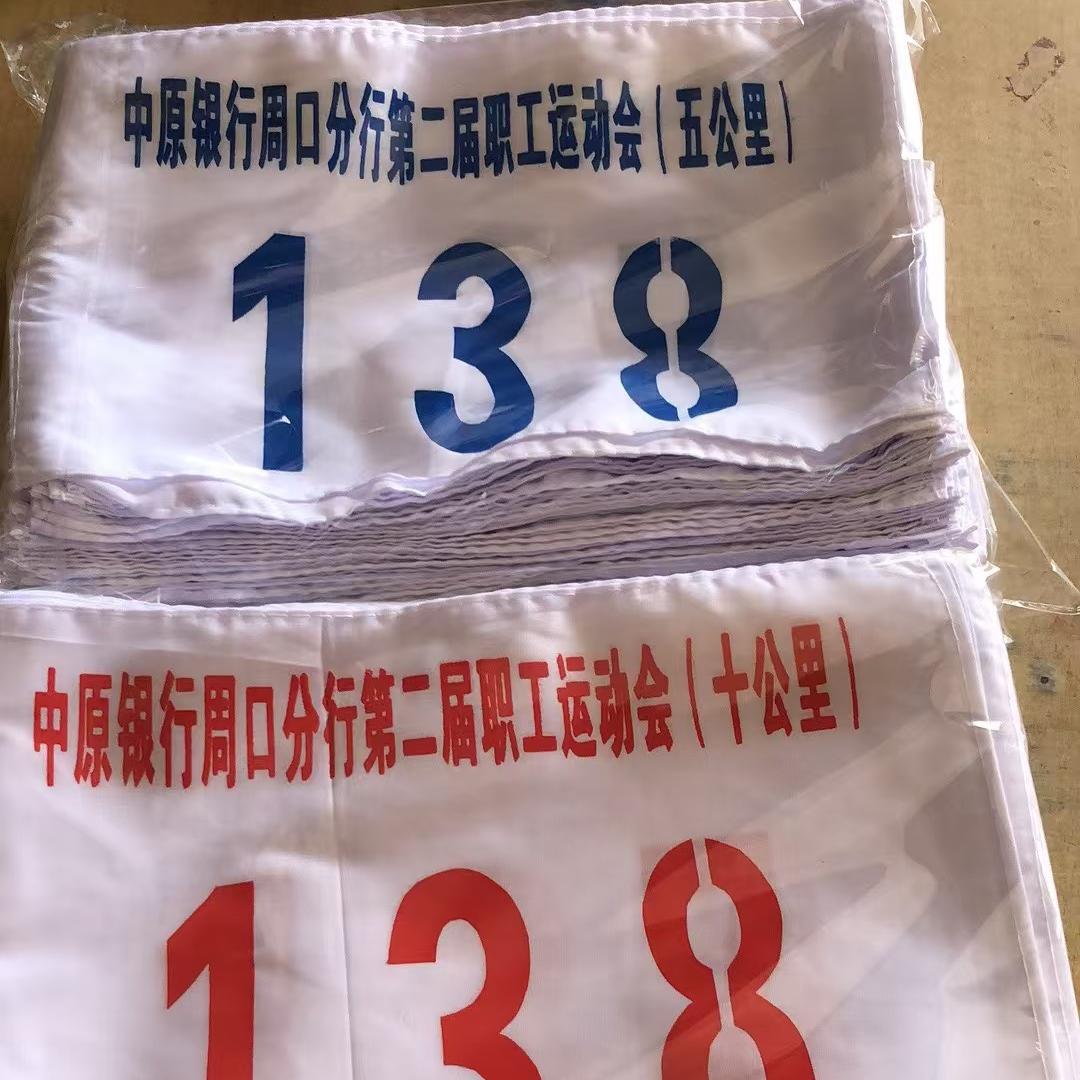 中原银行周口分行第二届职工运动会（五公里）
138
中原银行周口分行第二届职工运动会（十公里）
138